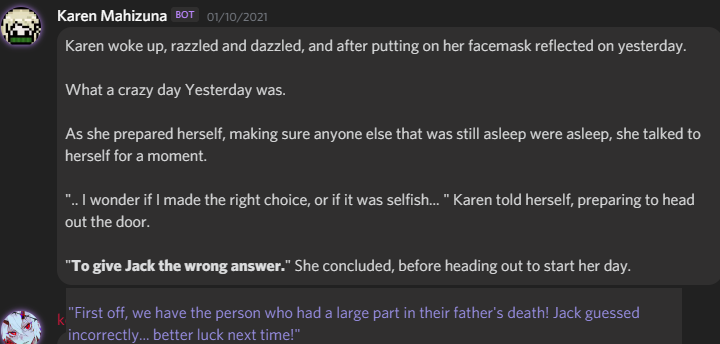 Karen Mahizuna BOT 01/10/2021
Karen woke up, razzled and dazzled, and after putting on her facemask reflected on yesterday.
What a crazy day Yesterday was.
As she prepared herself, making sure anyone else that was still asleep were asleep, she talked to
herself for a moment.
".. I wonder if I made the right choice, or if it was selfish... " Karen told herself, preparing to head
out the door.
"To give Jack the wrong answer." She concluded, before heading out to start her day.
k "First off, we have the person who had a large part in their father's death! Jack guessed
incorrectly... better luck next time!"